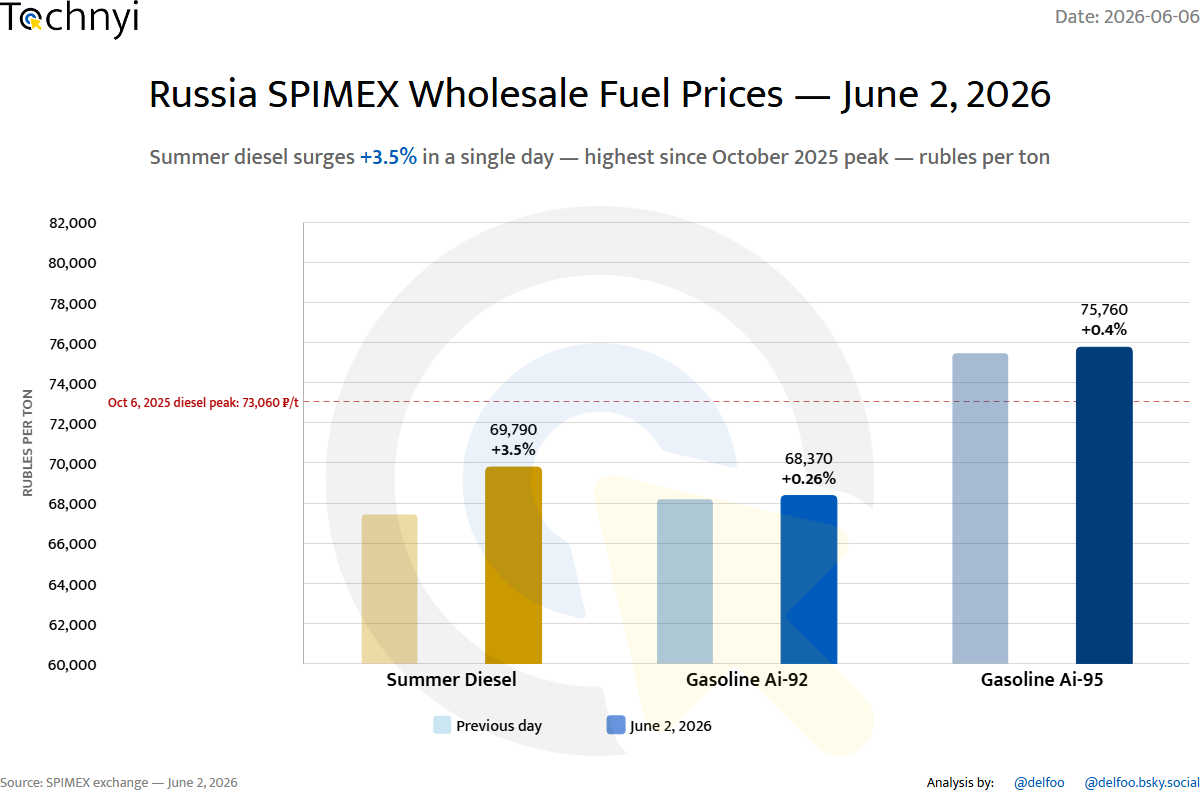 Tochnyi
Date: 2026-06-06
Russia SPIMEX Wholesale Fuel Prices — June 2, 2026
Summer diesel surges +3.5% in a single day — highest since October 2025 peak — rubles per ton
82,000
80,000
78,000
76,000
74,000
72,000
70,000
68,000
66,000
64,000
62,000
60,000
RUBLES PER TON
Oct 6, 2025 diesel peak: 73,060 ₽/t
69,790
+3.5%
68,370
+0.26%
75,760
+0.4%
Summer Diesel
Gasoline Ai-92
Gasoline Ai-95
Previous day
June 2, 2026
Source: SPIMEX exchange — June 2, 2026
Analysis by: @delfoo @delfoo.bsky.social